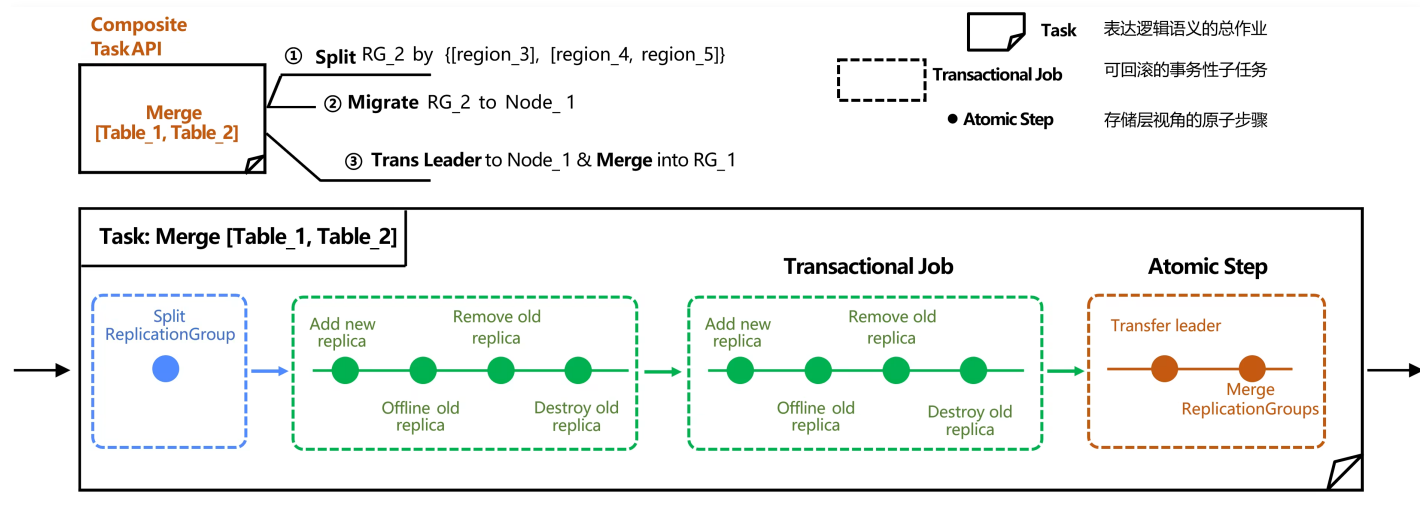 Composite
Task API
Merge
[Table_1, Table_2]
① Split RG_2 by {[region_3], [region_4, region_5]}
② Migrate RG_2 to Node_ 1
③ Trans Leader to Node_1 & Merge into RG_1
Task 表达逻辑语义的总作业
Transactional Job 可回滚的事务性子任务
Atomic Step 存储层视角的原子步骤
Task: Merge [Table_1, Table_2]
Transactional Job
Atomic Step
Split
ReplicationGroup
Add new
replica
Offline old
replica
Remove old
replica
Destroy old
replica
Add new
replica
Offline old
replica
Remove old
replica
Destroy old
replica
Transfer leader
Merge
ReplicationGroups